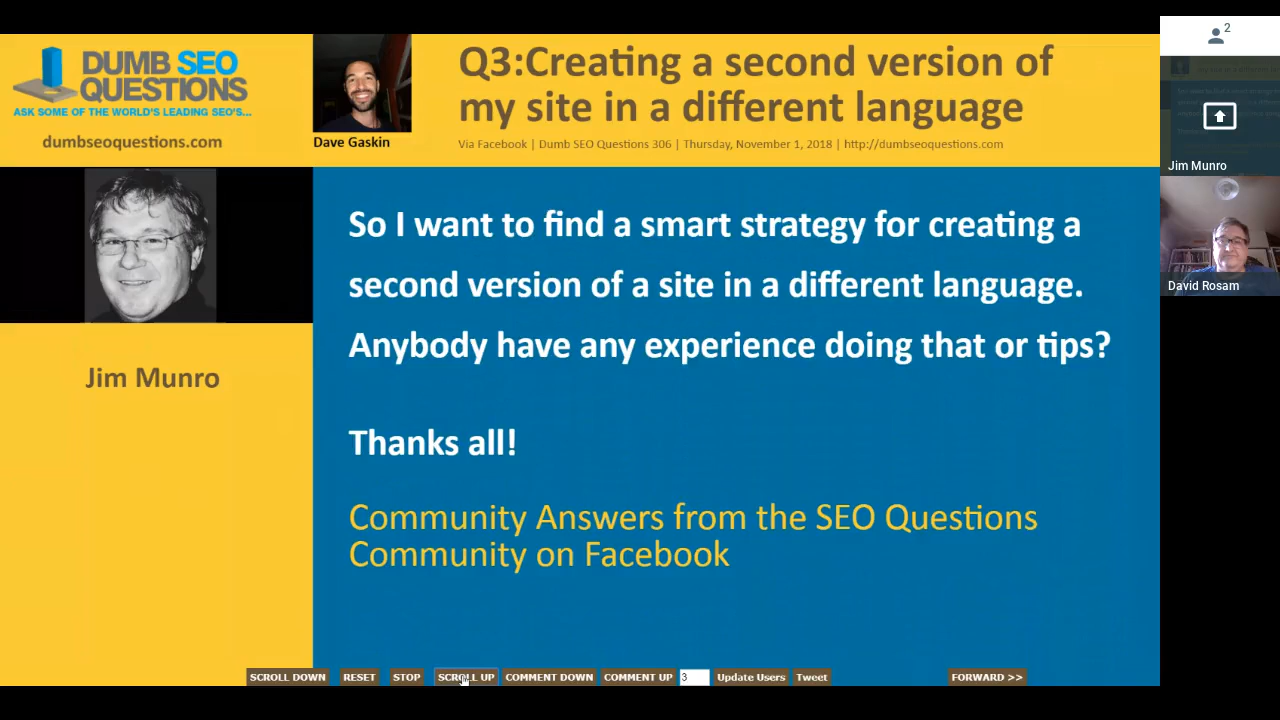 DUMB SEO
QUESTIONS
ASK SOME OF THE WORLD'S LEADING SEO'S...
dumbseoquestions.com
Dave Gaskin
Q3:Creating a second version of
my site in a different language
Via Facebook | Dumb SEO Questions 306 | Thursday, November 1, 2018 | http://dumbseoquestions.com
2
Jim Munro
David Rosam
Jim Munro
So I want to find a smart strategy for creating a
second version of a site in a different language.
Anybody have any experience doing that or tips?
Thanks all!
Community Answers from the SEO Questions
Community on Facebook
SCROLL DOWN RESET STOP SCROLL UP COMMENT DOWN COMMENT UP 3 Update Users Tweet FORWARD >>